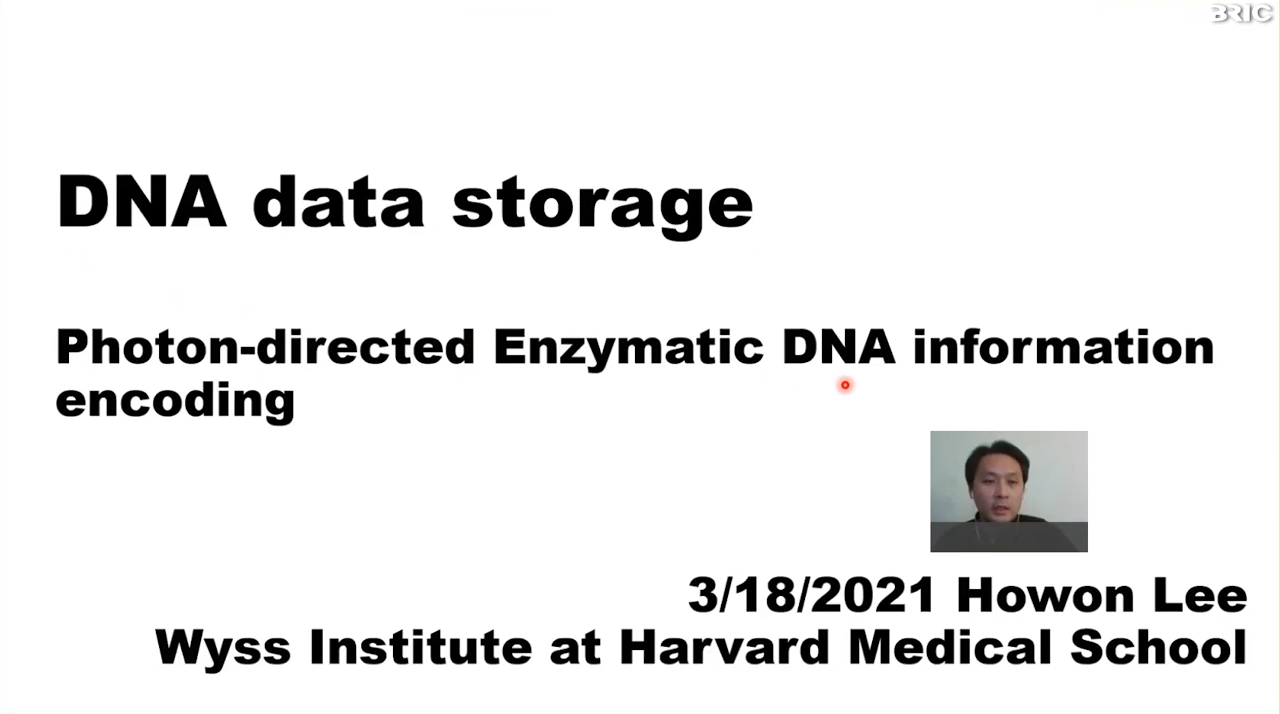 BRIC
DNA data storage
Photon-directed Enzymatic DNA information
encoding
3/18/2021 Howon Lee
Wyss Institute at Harvard Medical School